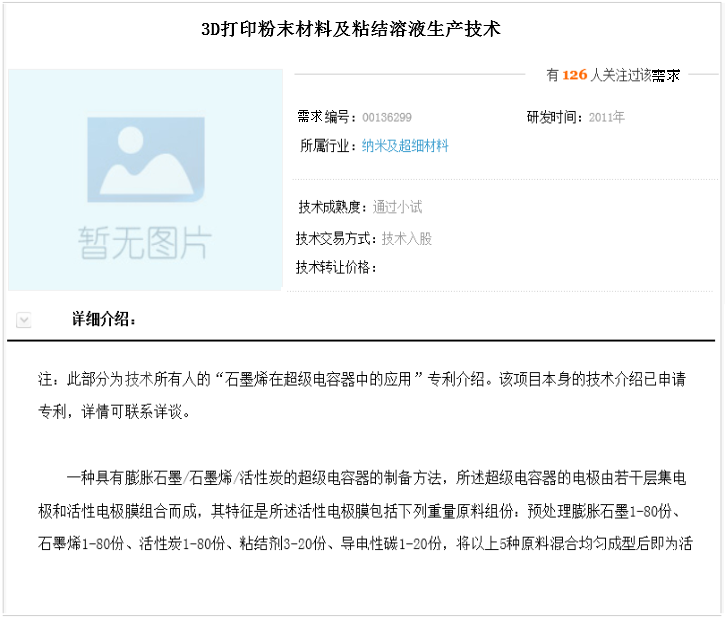 3D打印粉末材料及粘结溶液生产技术
有 126 人关注过该需求
需求编号：00136299 研发时间：2011年
所属行业：纳米及超细材料
技术成熟度：通过小试
技术交易方式：技术入股
技术转让价格：
暂无图片
详细介绍：
注：此部分为技术所有人的“石墨烯在超级电容器中的应用”专利介绍。该项目本身的技术介绍已申请
专利，详情可联系详谈。
一种具有膨胀石墨/石墨烯/活性炭的超级电容器的制备方法，所述超级电容器的电极由若干层集电
极和活性电极膜组合而成，其特征是所述活性电极膜包括下列重量原料组份：预处理膨胀石墨1-80份、
石墨烯1-80份、活性炭1-80份、粘结剂3-20份、导电性碳1-20份，将以上5种原料混合均匀成型后即为活